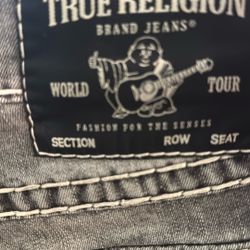 TRUE RELIGION
BRAND JEANS®
WORLD TOUR
FASHION FOR THE SENSES
SECTION ROW SEAT